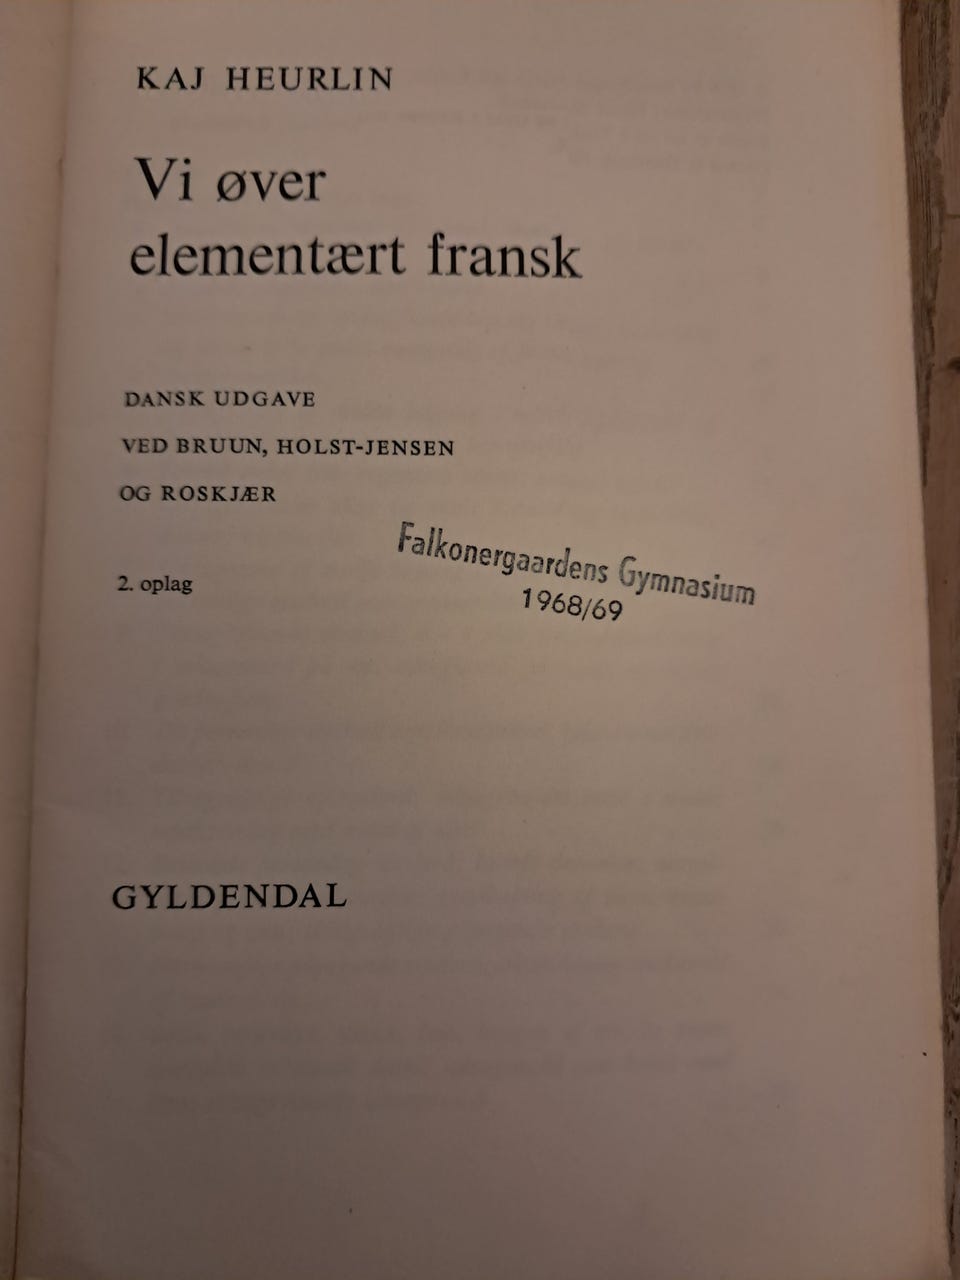 KAJ HEURLIN
Vi øver
elementært fransk
DANSK UDGAVE
VED BRUUN, HOLST-JENSEN
OG ROSKJÆR
Falkonergaardens Gymnasium
1968/69
2. oplag
GYLDENDAL